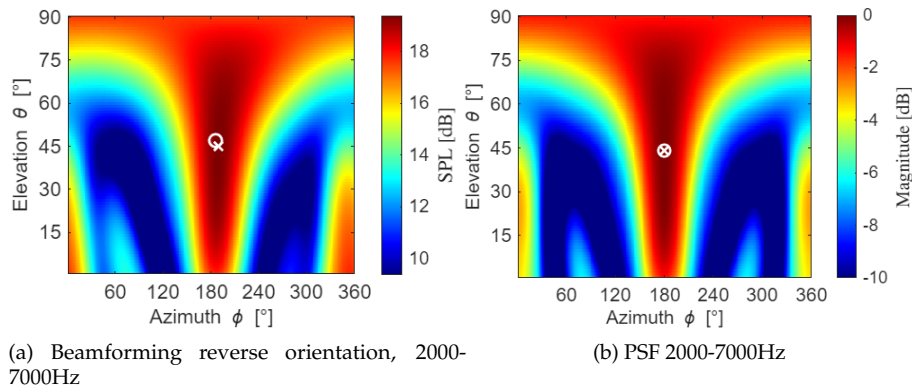 90
75
60
45
30
15
Elevation θ [°]
60 120 180 240 300 360
Azimuth ϕ [°]
18
16
14
12
10
SPL [dB]
(a) Beamforming reverse orientation, 2000-
7000Hz
90
75
60
45
30
15
Elevation θ [°]
60 120 180 240 300 360
Azimuth ϕ [°]
0
-2
-4
-6
-8
-10
Magnitude [dB]
(b) PSF 2000-7000Hz